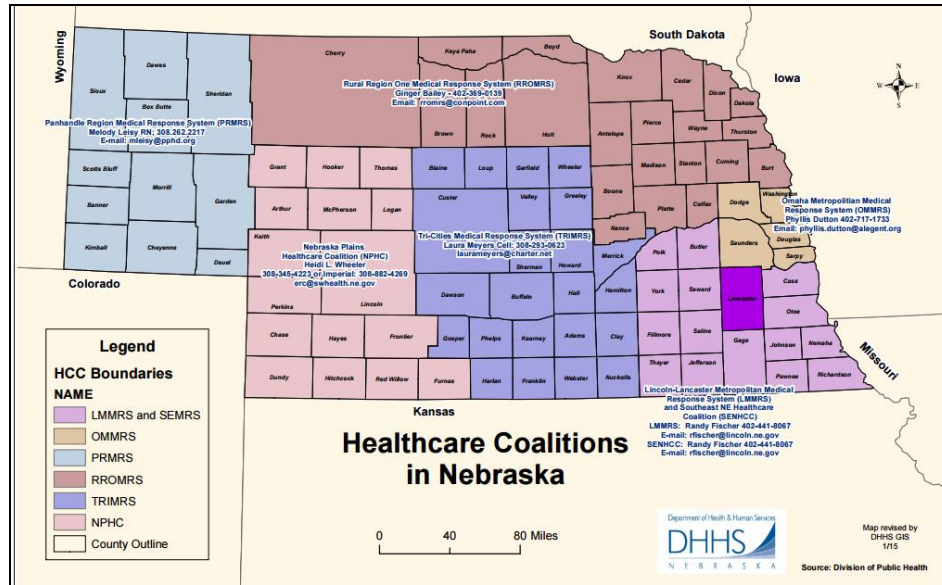 South Dakota
Wyoming
Iowa
Cherry
Keya Paha
Boyd
Dawes
Sioux
Sheridan
Box Butte
Knox
Cedar
Dixon
Dakota
Rural Region One Medical Response System (RROMRS)
Ginger Bailey - 402-369-0139
Email: rromrs@conpoint.com
Panhandle Region Medical Response System (PRMRS)
Melody Leisy RN; 308.262.2217
E-mail: mleisy@pphd.org
Brown
Rock
Holt
Antelope
Pierce
Wayne
Thurston
Scotts Bluff
Banner
Morrill
Garden
Kimball
Cheyenne
Deuel
Grant
Hooker
Thomas
Blaine
Loup
Garfield
Wheeler
Madison
Stanton
Cuming
Burt
Arthur
McPherson
Logan
Custer
Valley
Greeley
Boone
Platte
Colfax
Dodge
Washington
Nance
Omaha Metropolitan Medical
Response System (OMMRS)
Phyllis Dutton 402-717-1733
Email: phyllis.dutton@alegent.org
Keith
Nebraska Plains
Healthcare Coalition (NPHC)
Heidi L. Wheeler
308-345-4223 or Imperial: 308-882-4269
erc@swhealth.ne.gov
Tri-Cities Medical Response System (TRIMRS)
Laura Meyers Cell: 308-293-0623
laurameyers@charter.net
Sherman
Howard
Merrick
Polk
Butler
Saunders
Douglas
Sarpy
Colorado
Perkins
Lincoln
Dawson
Buffalo
Hall
Hamilton
York
Seward
Lancaster
Cass
Otoe
Chase
Hayes
Frontier
Gosper
Phelps
Kearney
Adams
Clay
Fillmore
Saline
Gage
Johnson
Nemaha
Dundy
Hitchcock
Red Willow
Furnas
Harlan
Franklin
Webster
Nuckolls
Thayer
Jefferson
Pawnee
Richardson
Missouri
Kansas
Lincoln-Lancaster Metropolitan Medical
Response System (LMMRS)
and Southeast NE Healthcare
Coalition (SENHCC)
LMMRS: Randy Fischer 402-441-8067
E-mail: rfischer@lincoln.ne.gov
SENHCC: Randy Fischer 402-441-8067
E-mail: rfischer@lincoln.ne.gov
Legend
HCC Boundaries
NAME
LMMRS and SEMRS
OMMRS
PRMRS
RROMRS
TRIMRS
NPHC
County Outline
Healthcare Coalitions
in Nebraska
0 40 80 Miles
Department of Health & Human Services
DHHS
NEBRASKA
Map revised by
DHHS GIS
1/15
Source: Division of Public Health
N
W E
S